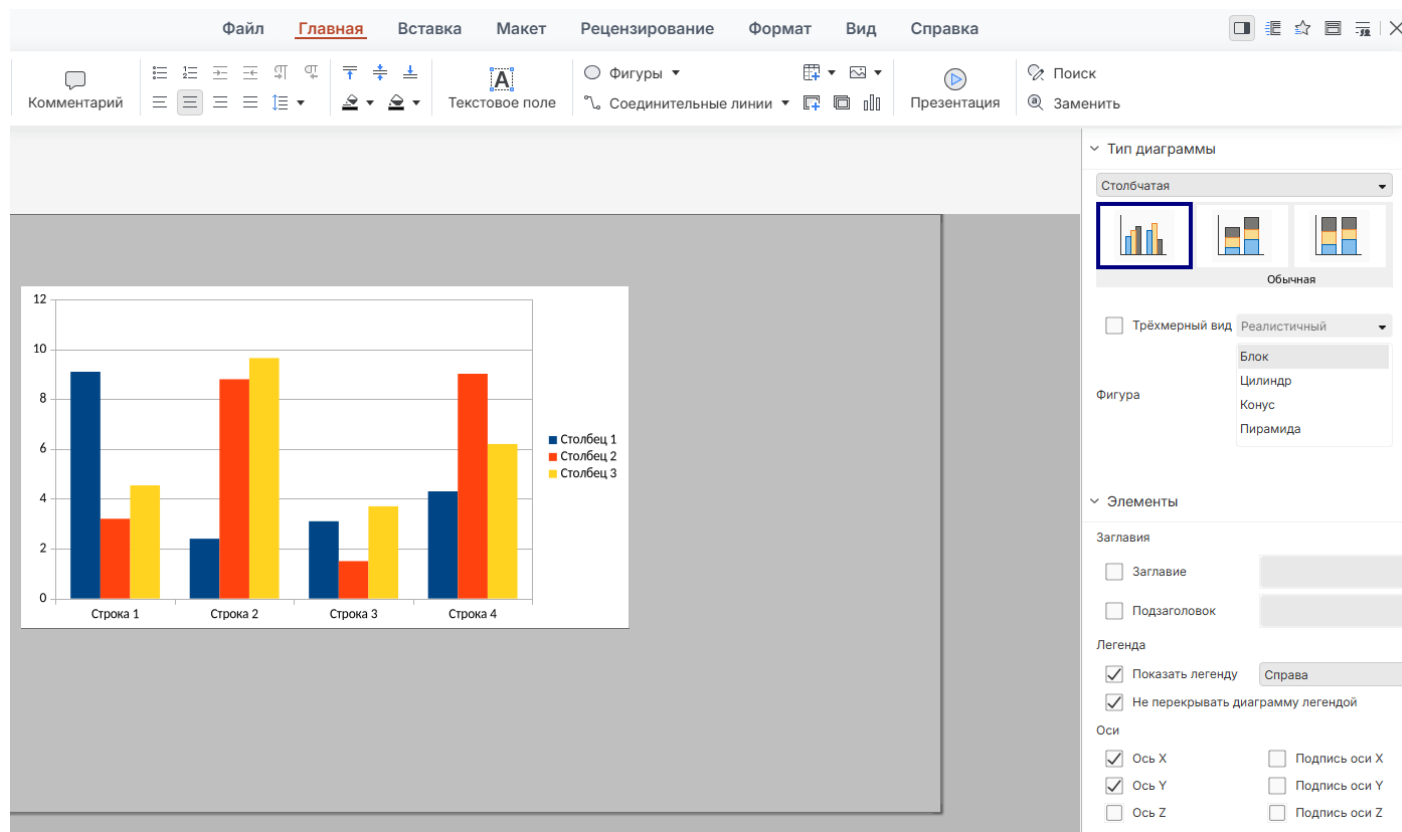 Файл Главная Вставка Макет Рецензирование Формат Вид Справка
Фигуры Поиск
Комментарий Текстовое поле Соединительные линии Презентация Заменить
Тип диаграммы
Столбчатая
Обычная
Трёхмерный вид Реалистичный
Блок
Цилиндр
Фигура
Конус
Пирамида
12
10
8
6
4
2
0
Строка 1 Строка 2 Строка 3 Строка 4
Столбец 1
Столбец 2
Столбец 3
Элементы
Заглавия
Заглавие
Подзаголовок
Легенда
Показать легенду Справа
Не перекрывать диаграмму легендой
Оси
Ось X Подпись оси X
Ось Y Подпись оси Y
Ось Z Подпись оси Z